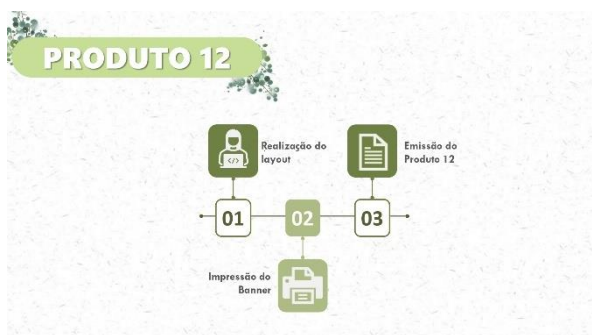 PRODUTO 12
Realização do
layout
Emissão do
Produto 12
01
02
03
Impressão do
Banner